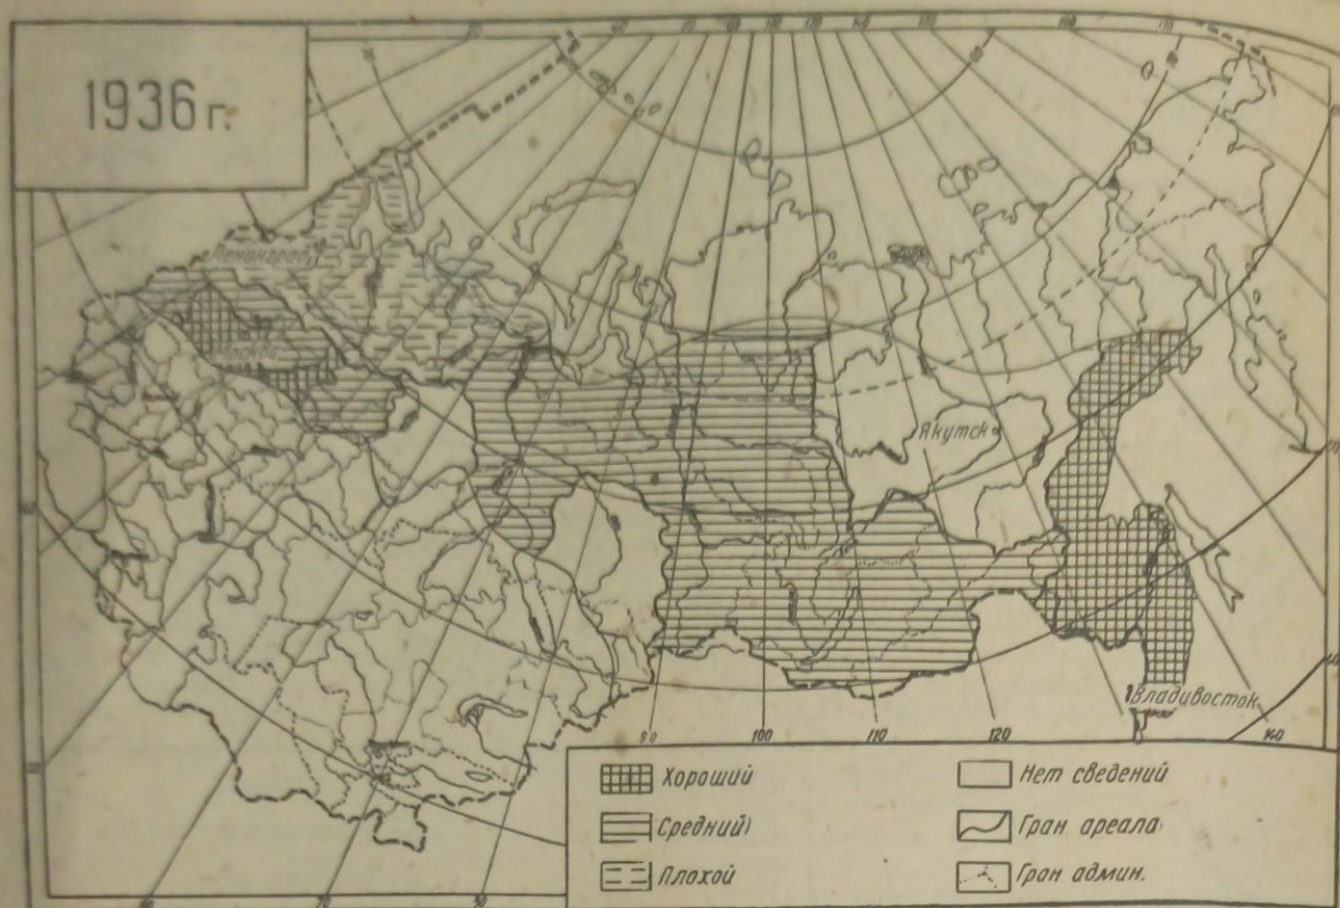 1936 г.
Ленинград
Москва
Якутск
Владивосток
90
100
110
120
140
Хороший
Средний
Плохой
Нет сведений
Гран. ареала
Гран админ.